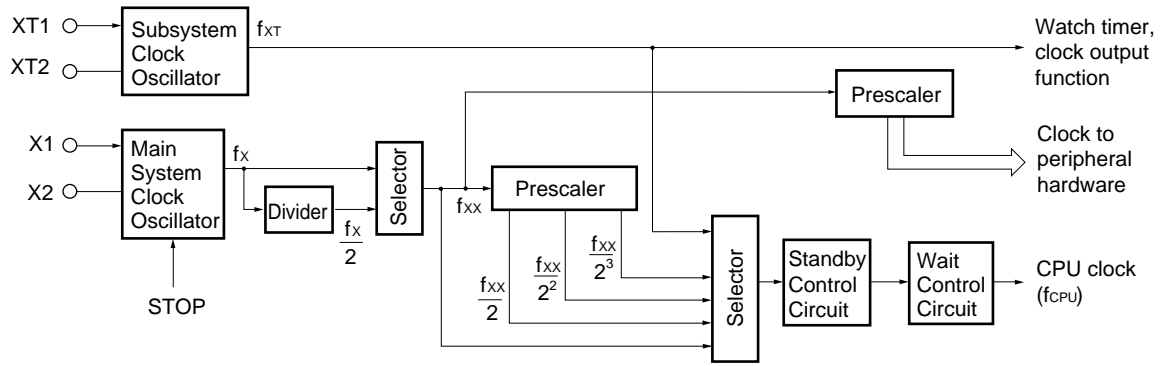 XT1
XT2
Subsystem
Clock
Oscillator
fXT
Watch timer,
clock output
function
Prescaler
Clock to
peripheral
hardware
X1
X2
Main
System
Clock
Oscillator
STOP
fX
Divider
fX
2
Selector
fXX
Prescaler
fXX
2
fXX
2²
fXX
2³
Selector
Standby
Control
Circuit
Wait
Control
Circuit
CPU clock
(fCPU)